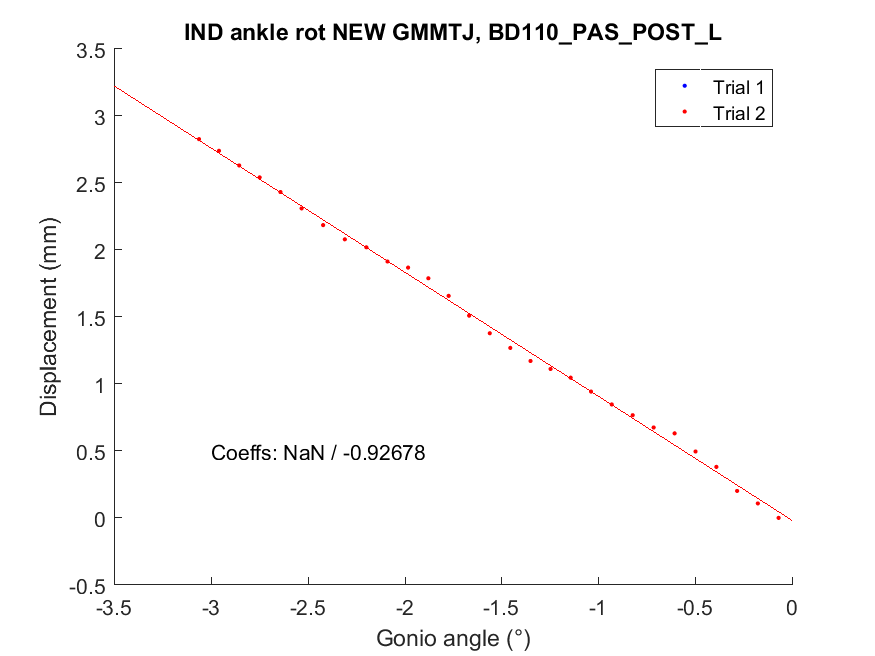 IND ankle rot NEW GMMTJ, BD110_PAS_POST_L
3.5
3
2.5
2
1.5
1
0.5
0
-0.5
Displacement (mm)
Trial 1
Trial 2
Coeffs: NaN / -0.92678
-3.5 -3 -2.5 -2 -1.5 -1 -0.5 0
Gonio angle (°)